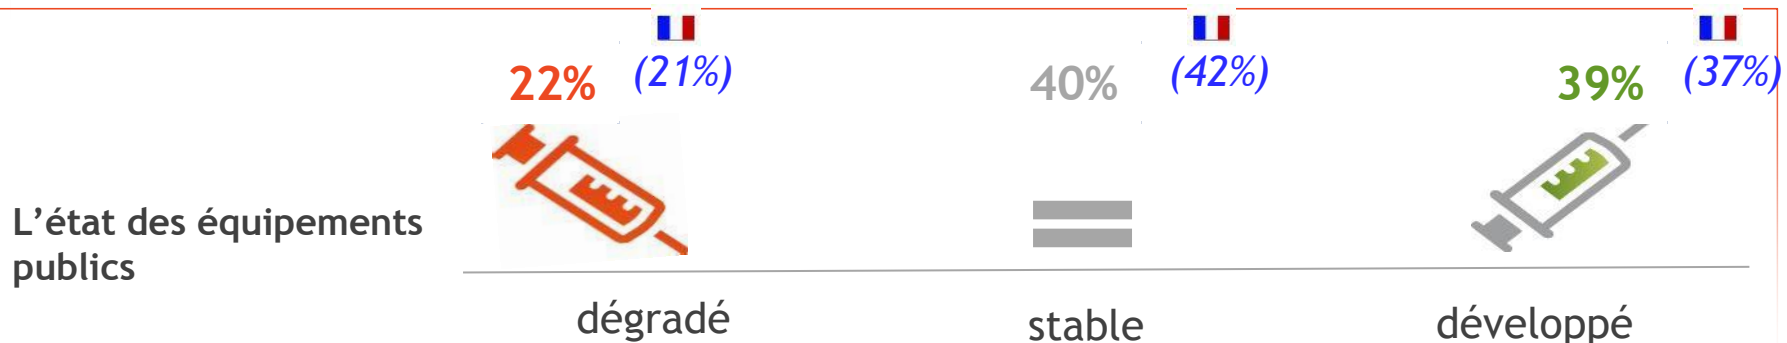 22% (21%) 40% (42%) 39% (37%)
L’état des équipements
publics
dégradé stable développé